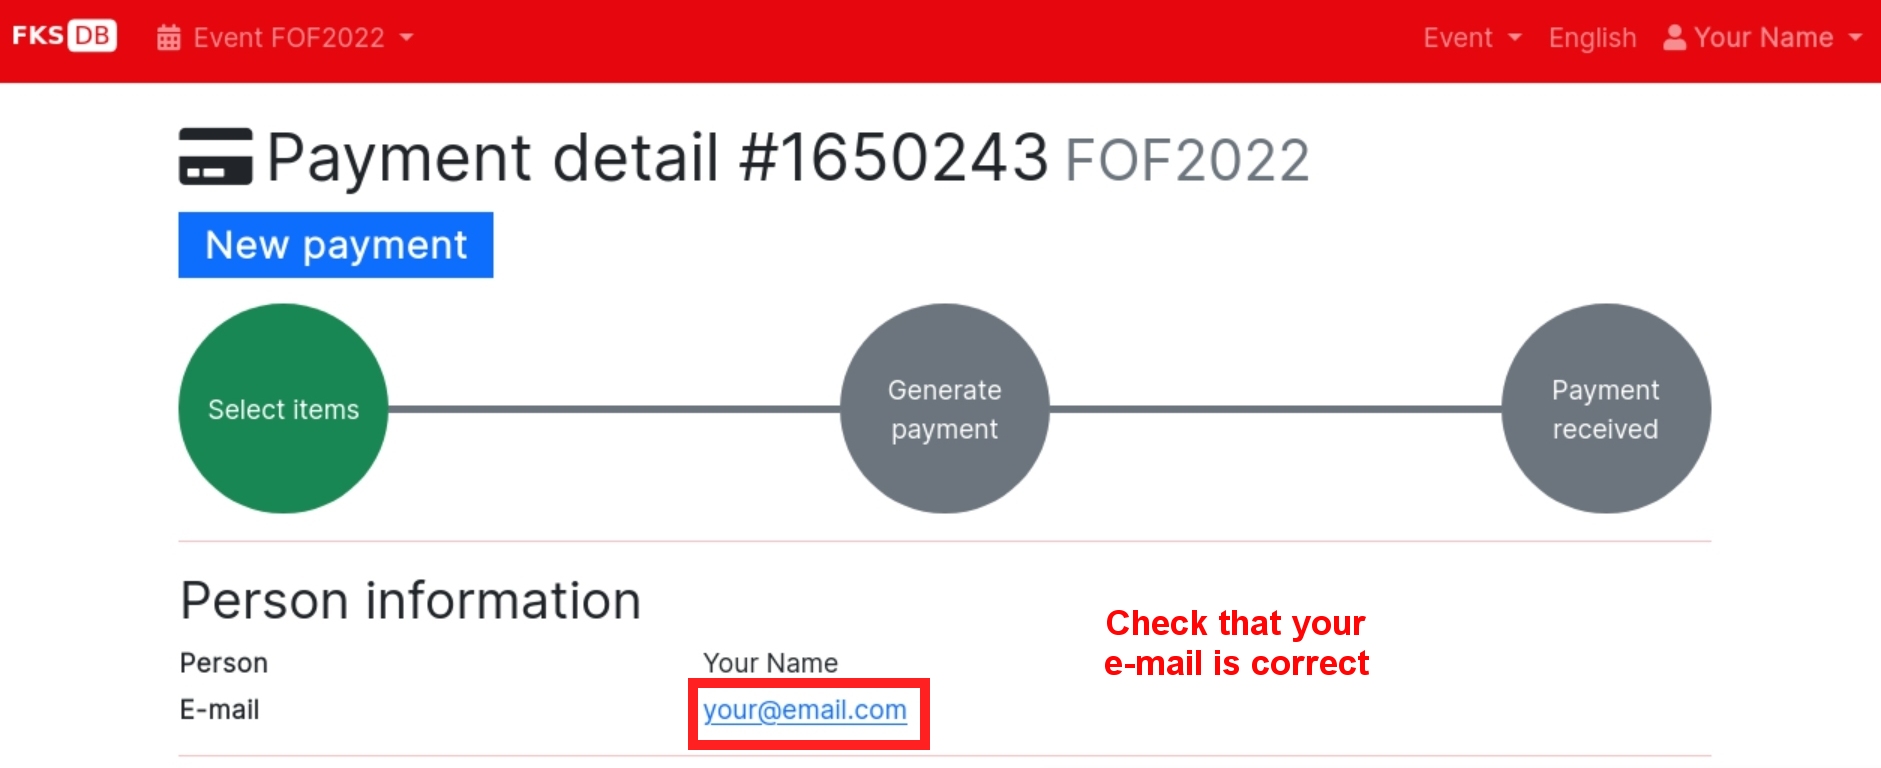 FKS DB Event FOF2022 Event English Your Name
Payment detail #1650243 FOF2022
New payment
Select items
Generate
payment
Payment
received
Person information
Check that your
e-mail is correct
Person Your Name
E-mail your@email.com